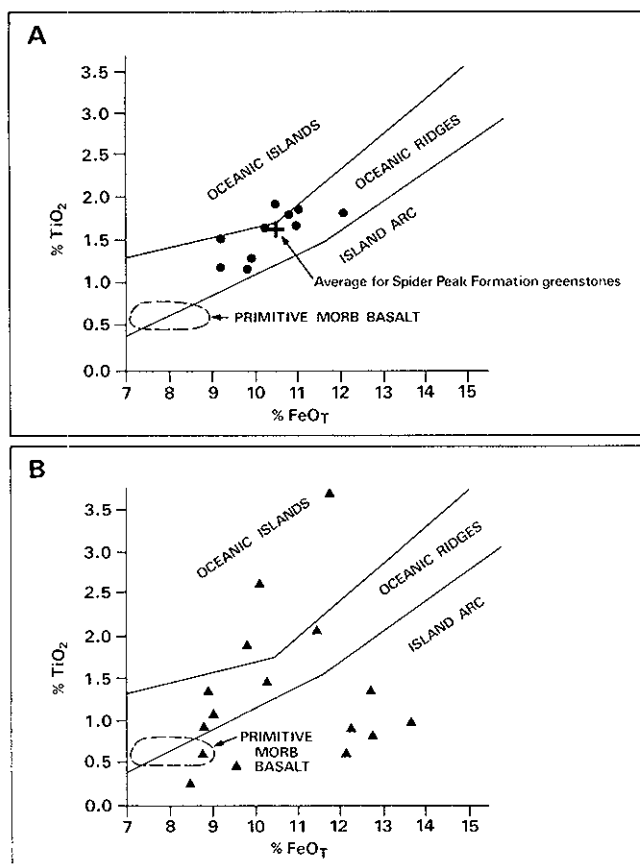 A
% TiO2
3.5
3.0
2.5
2.0
1.5
1.0
0.5
0.0
OCEANIC ISLANDS
OCEANIC RIDGES
ISLAND ARC
Average for Spider Peak Formation greenstones
PRIMITIVE MORB BASALT
7 8 9 10 11 12 13 14 15
% FeOT
B
% TiO2
3.5
3.0
2.5
2.0
1.5
1.0
0.5
0.0
OCEANIC ISLANDS
OCEANIC RIDGES
ISLAND ARC
PRIMITIVE
MORB
BASALT
7 8 9 10 11 12 13 14 15
% FeOT